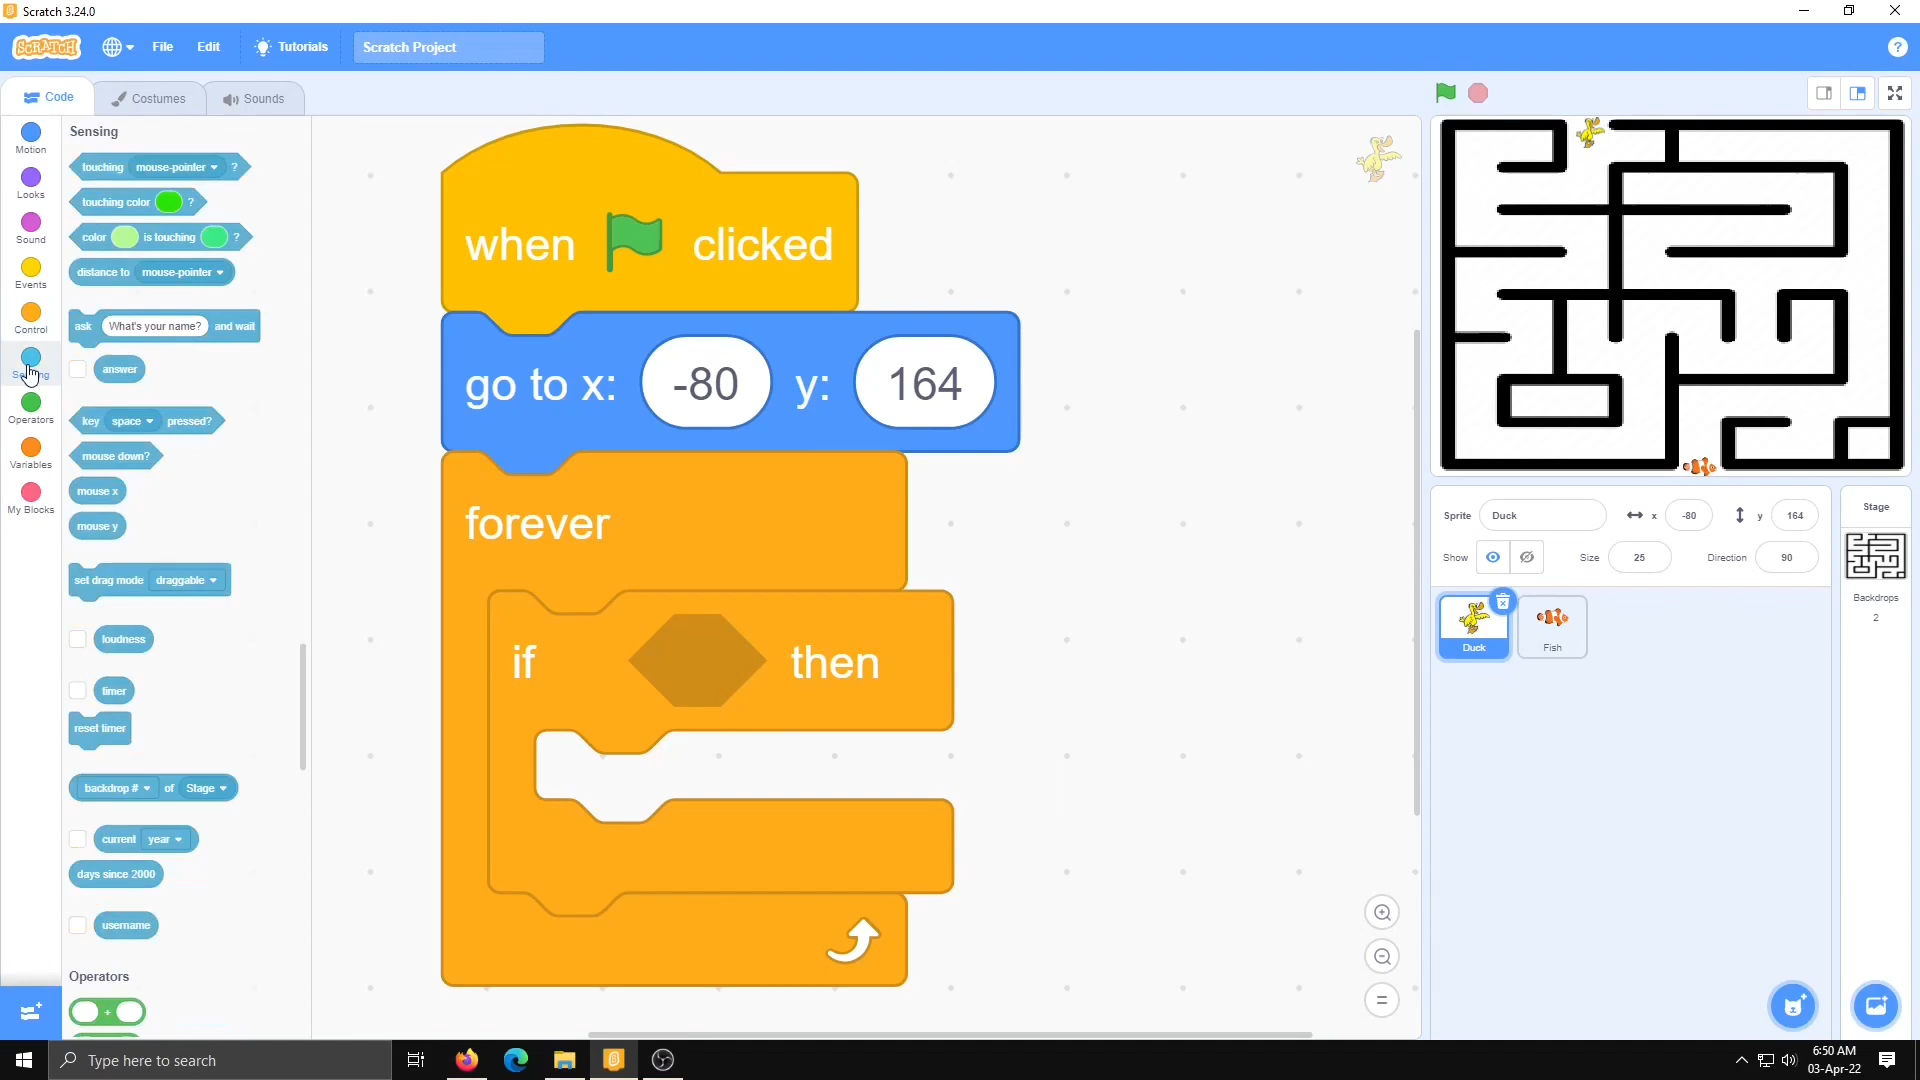 Scratch 3.24.0
SCRATCH File Edit Tutorials Scratch Project ?
Code Costumes Sounds
Motion
Looks
Sound
Events
Control
Operators
Variables
My Blocks
Sensing
touching mouse-pointer ?
touching color ?
color is touching ?
distance to mouse-pointer
ask What's your name? and wait
answer
key space pressed?
mouse down?
mouse x
mouse y
set drag mode draggable
loudness
timer
reset timer
backdrop # of Stage
current year
days since 2000
username
Operators
+
when clicked
go to x: -80 y: 164
forever
if then
=
Sprite Duck x -80 y 164
Show Size 25 Direction 90
Duck
Fish
Stage
Backdrops
2
Type here to search
6:50 AM
03-Apr-22